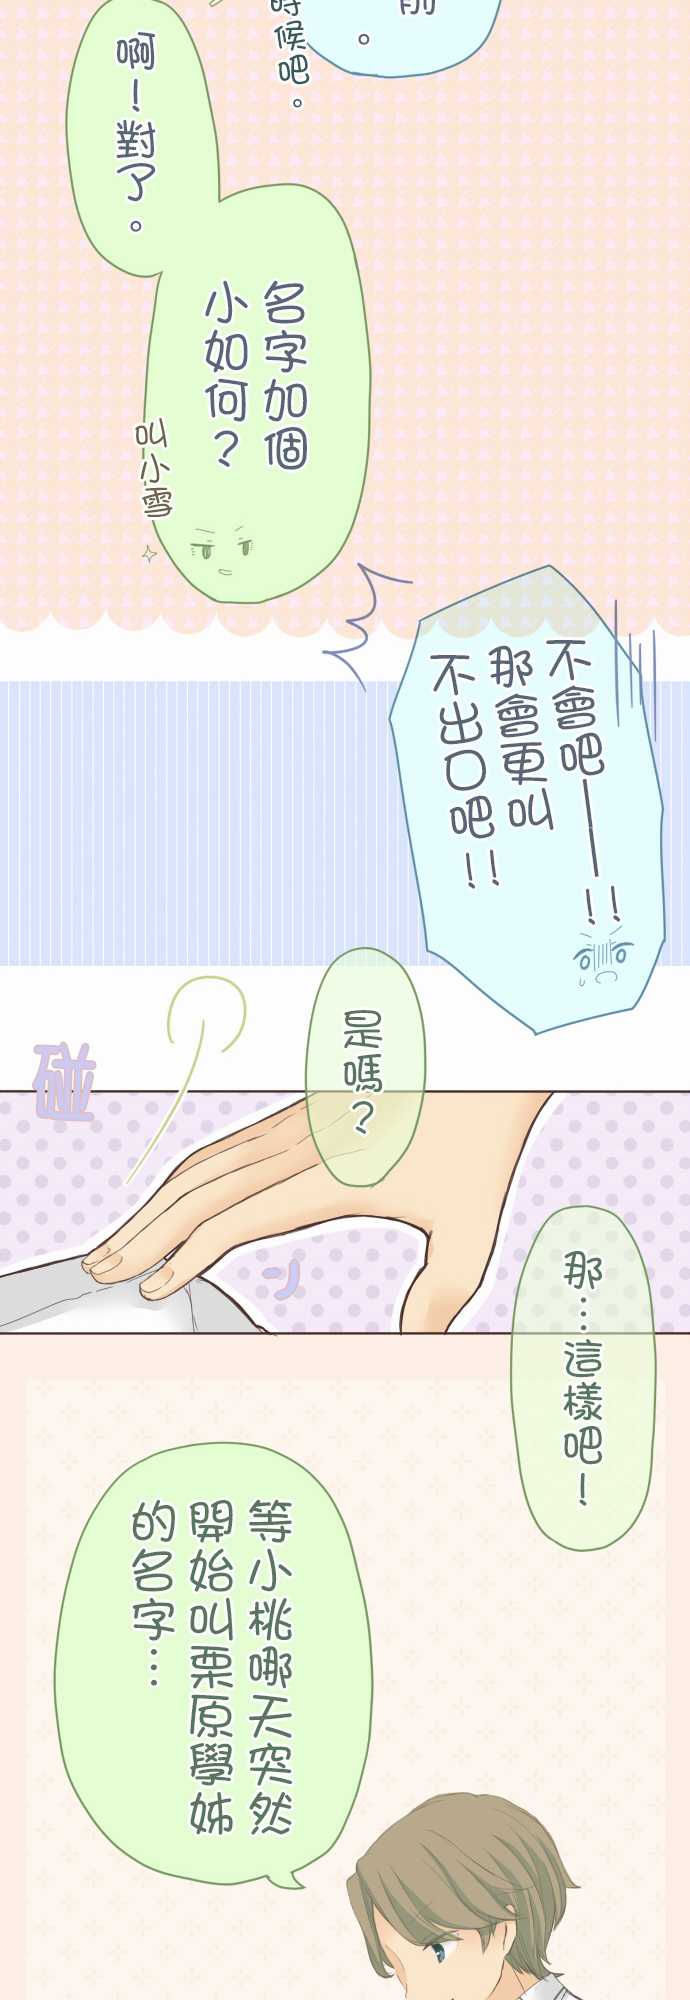 前
。
時候吧。
啊！對了。
名字加個
小如何？
叫小雪
不會吧——!!
那會更叫
不出口吧!!
是嗎？
碰
那…這樣吧！
等小桃哪天突然
開始叫栗原學姊
的名字…